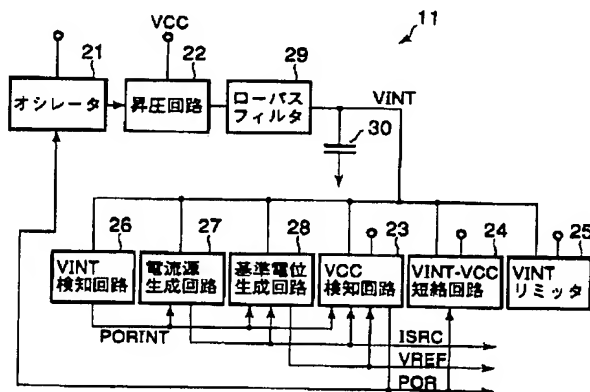 11
VCC
21
22
29
オシレータ
昇圧回路
ローパス
フィルタ
VINT
30
26
27
28
23
24
25
VINT
検知回路
電流源
生成回路
基準電位
生成回路
VCC
検知回路
VINT-VCC
短絡回路
VINT
リミッタ
PORINT
ISRC
VREF
POR